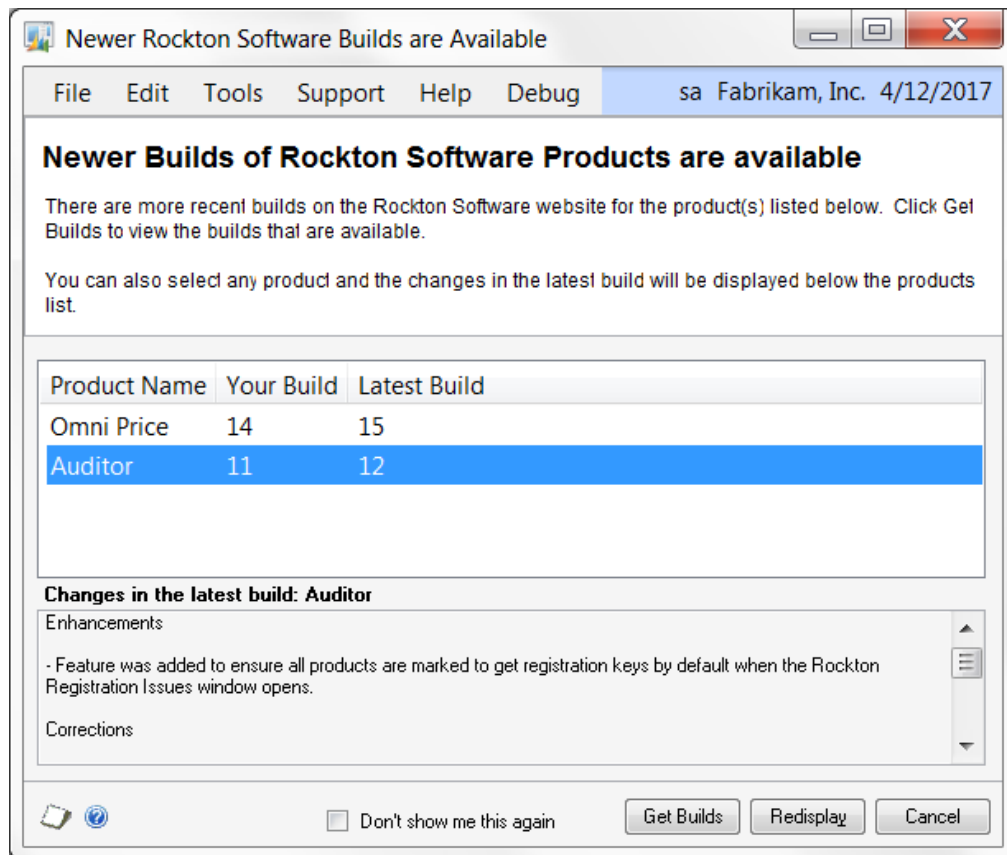 Newer Rockton Software Builds are Available
File Edit Tools Support Help Debug sa Fabrikam, Inc. 4/12/2017
Newer Builds of Rockton Software Products are available
There are more recent builds on the Rockton Software website for the product(s) listed below. Click Get
Builds to view the builds that are available.
You can also select any product and the changes in the latest build will be displayed below the products
list.
Product Name Your Build Latest Build
Omni Price 14 15
Auditor 11 12
Changes in the latest build: Auditor
Enhancements
- Feature was added to ensure all products are marked to get registration keys by default when the Rockton
Registration Issues window opens.
Corrections
Don't show me this again Get Builds Redisplay Cancel